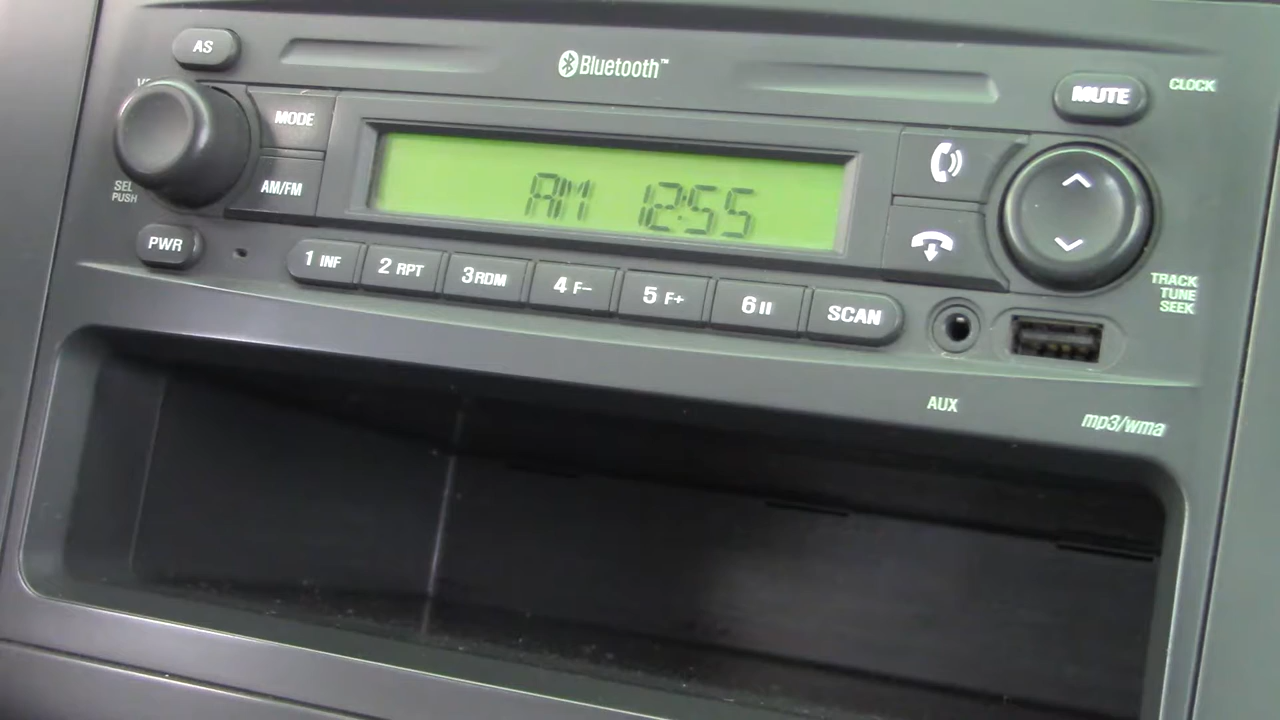 AS
Bluetooth™
MUTE
CLOCK
MODE
AM/FM
SEL
PUSH
AM 12:55
PWR
1 INF
2 RPT
3 RDM
4 F-
5 F+
6 II
SCAN
TRACK
TUNE
SEEK
AUX
mp3/wma